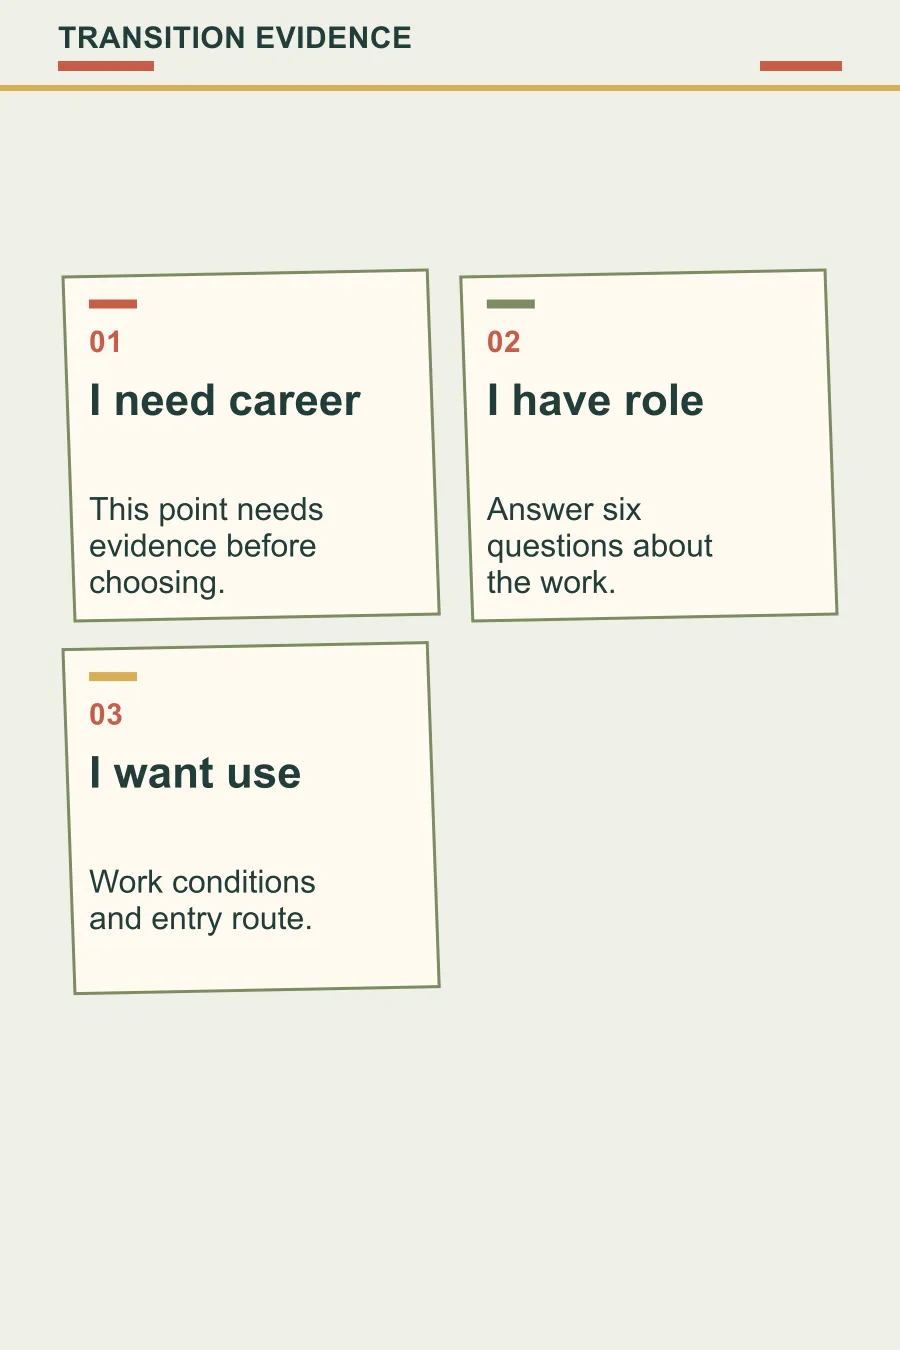 TRANSITION EVIDENCE
01
I need career
This point needs
evidence before
choosing.
02
I have role
Answer six
questions about
the work.
03
I want use
Work conditions
and entry route.